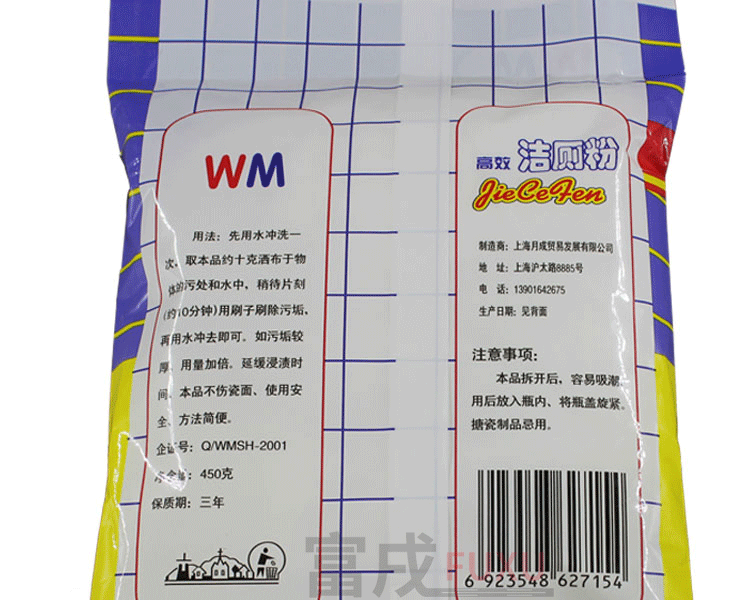 WM
用法：先用水冲洗一
次，取本品约十克洒布于物
体的污处和水中，稍待片刻
(约10分钟)用刷子刷除污垢，
再用水冲去即可。如污垢较
厚、用量加倍。延缓浸渍时
间、本品不伤瓷面、使用安
全、方法简便。
企证号：Q/WMSH-2001
净含量：450克
保质期：三年
高效 洁厕粉
JieCeFen
制造商：上海月成贸易发展有限公司
地 址：上海沪太路8885号
电 话：13901642675
生产日期：见背面
注意事项：
本品拆开后，容易吸潮，
用后放入瓶内、将瓶盖旋紧。
搪瓷制品忌用。
6 923548 627154
富戌 FUXU